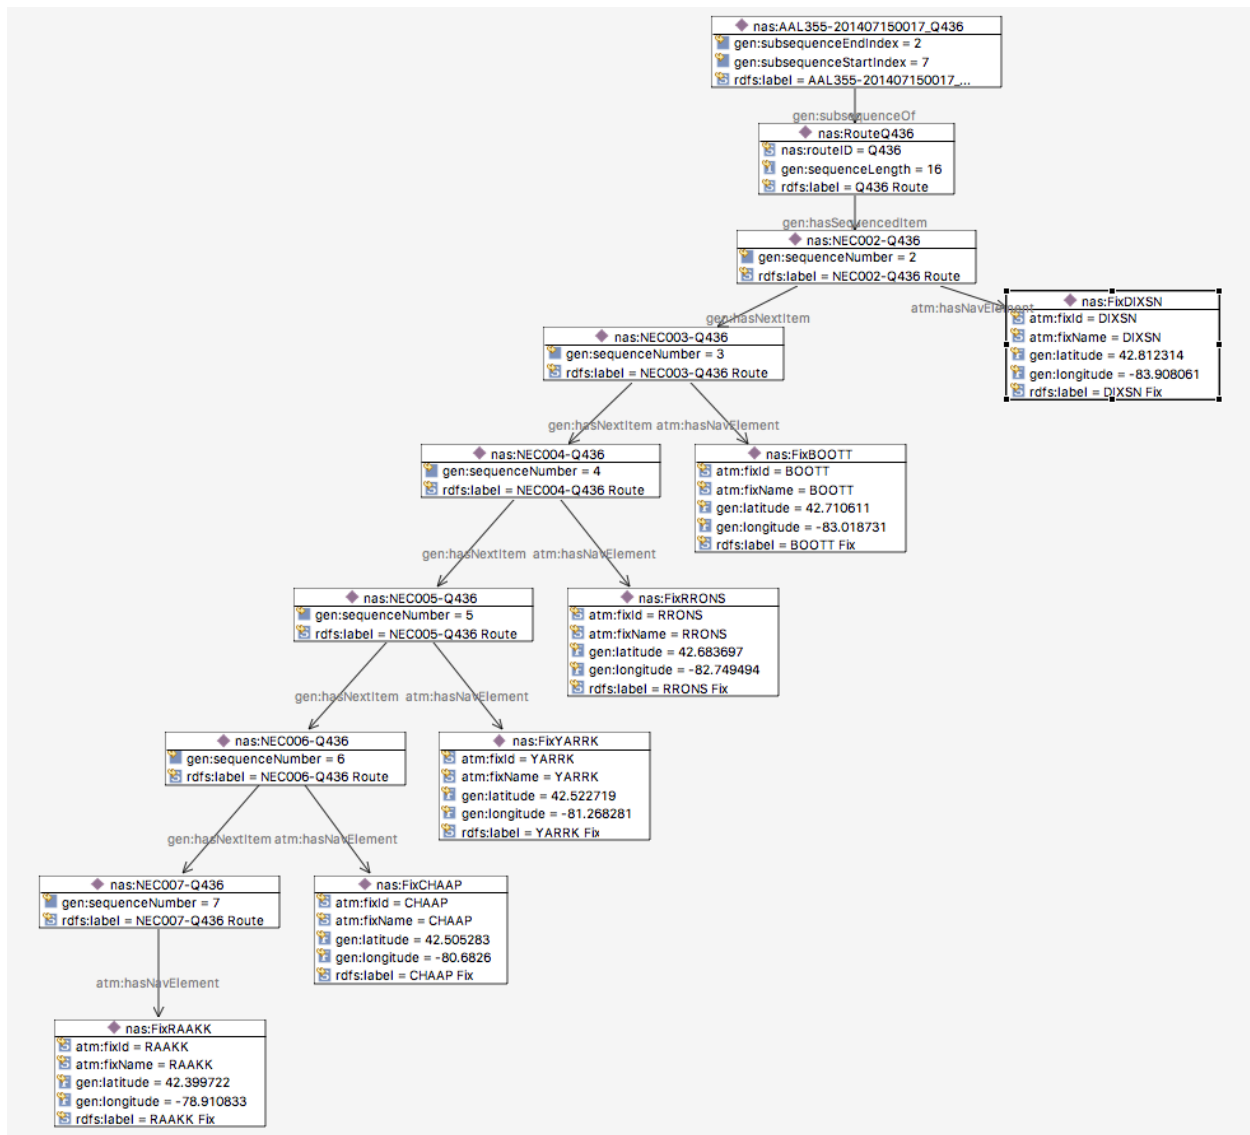 nas:AAL355-201407150017_Q436
gen:subsequenceEndIndex = 2
gen:subsequenceStartIndex = 7
rdfs:label = AAL355-201407150017_...
gen:subsequenceOf
nas:RouteQ436
nas:routeID = Q436
gen:sequenceLength = 16
rdfs:label = Q436 Route
gen:hasSequencedItem
nas:NEC002-Q436
gen:sequenceNumber = 2
rdfs:label = NEC002-Q436 Route
gen:hasNextItem
atm:hasNavElement
nas:FixDIXSN
atm:fixId = DIXSN
atm:fixName = DIXSN
gen:latitude = 42.812314
gen:longitude = -83.908061
rdfs:label = DIXSN Fix
nas:NEC003-Q436
gen:sequenceNumber = 3
rdfs:label = NEC003-Q436 Route
gen:hasNextItem atm:hasNavElement
nas:NEC004-Q436
gen:sequenceNumber = 4
rdfs:label = NEC004-Q436 Route
nas:FixBOOTT
atm:fixId = BOOTT
atm:fixName = BOOTT
gen:latitude = 42.710611
gen:longitude = -83.018731
rdfs:label = BOOTT Fix
gen:hasNextItem atm:hasNavElement
nas:NEC005-Q436
gen:sequenceNumber = 5
rdfs:label = NEC005-Q436 Route
nas:FixRRONS
atm:fixId = RRONS
atm:fixName = RRONS
gen:latitude = 42.683697
gen:longitude = -82.749494
rdfs:label = RRONS Fix
gen:hasNextItem atm:hasNavElement
nas:NEC006-Q436
gen:sequenceNumber = 6
rdfs:label = NEC006-Q436 Route
nas:FixYARRK
atm:fixId = YARRK
atm:fixName = YARRK
gen:latitude = 42.522719
gen:longitude = -81.268281
rdfs:label = YARRK Fix
gen:hasNextItem atm:hasNavElement
nas:NEC007-Q436
gen:sequenceNumber = 7
rdfs:label = NEC007-Q436 Route
nas:FixCHAAP
atm:fixId = CHAAP
atm:fixName = CHAAP
gen:latitude = 42.505283
gen:longitude = -80.6826
rdfs:label = CHAAP Fix
atm:hasNavElement
nas:FixRAAKK
atm:fixId = RAAKK
atm:fixName = RAAKK
gen:latitude = 42.399722
gen:longitude = -78.910833
rdfs:label = RAAKK Fix